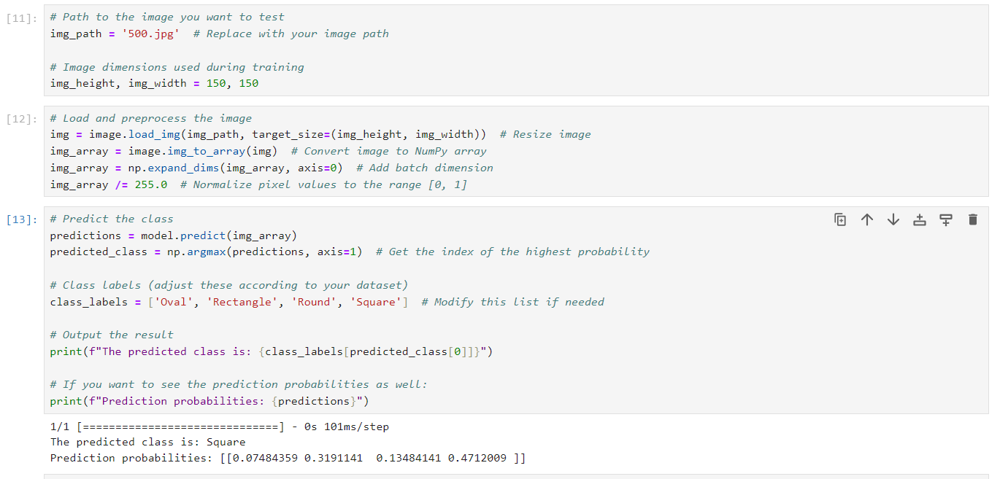 [11]:
# Path to the image you want to test
img_path = '500.jpg'  # Replace with your image path
# Image dimensions used during training
img_height, img_width = 150, 150
[12]:
# Load and preprocess the image
img = image.load_img(img_path, target_size=(img_height, img_width))  # Resize image
img_array = image.img_to_array(img)  # Convert image to NumPy array
img_array = np.expand_dims(img_array, axis=0)  # Add batch dimension
img_array /= 255.0  # Normalize pixel values to the range [0, 1]
[13]:
# Predict the class
predictions = model.predict(img_array)
predicted_class = np.argmax(predictions, axis=1)  # Get the index of the highest probability
# Class labels (adjust these according to your dataset)
class_labels = ['Oval', 'Rectangle', 'Round', 'Square']  # Modify this list if needed
# Output the result
print(f"The predicted class is: {class_labels[predicted_class[0]]}")
# If you want to see the prediction probabilities as well:
print(f"Prediction probabilities: {predictions}")
1/1 [==============================] - 0s 101ms/step
The predicted class is: Square
Prediction probabilities: [[0.07484359 0.3191141  0.13484141 0.4712009 ]]